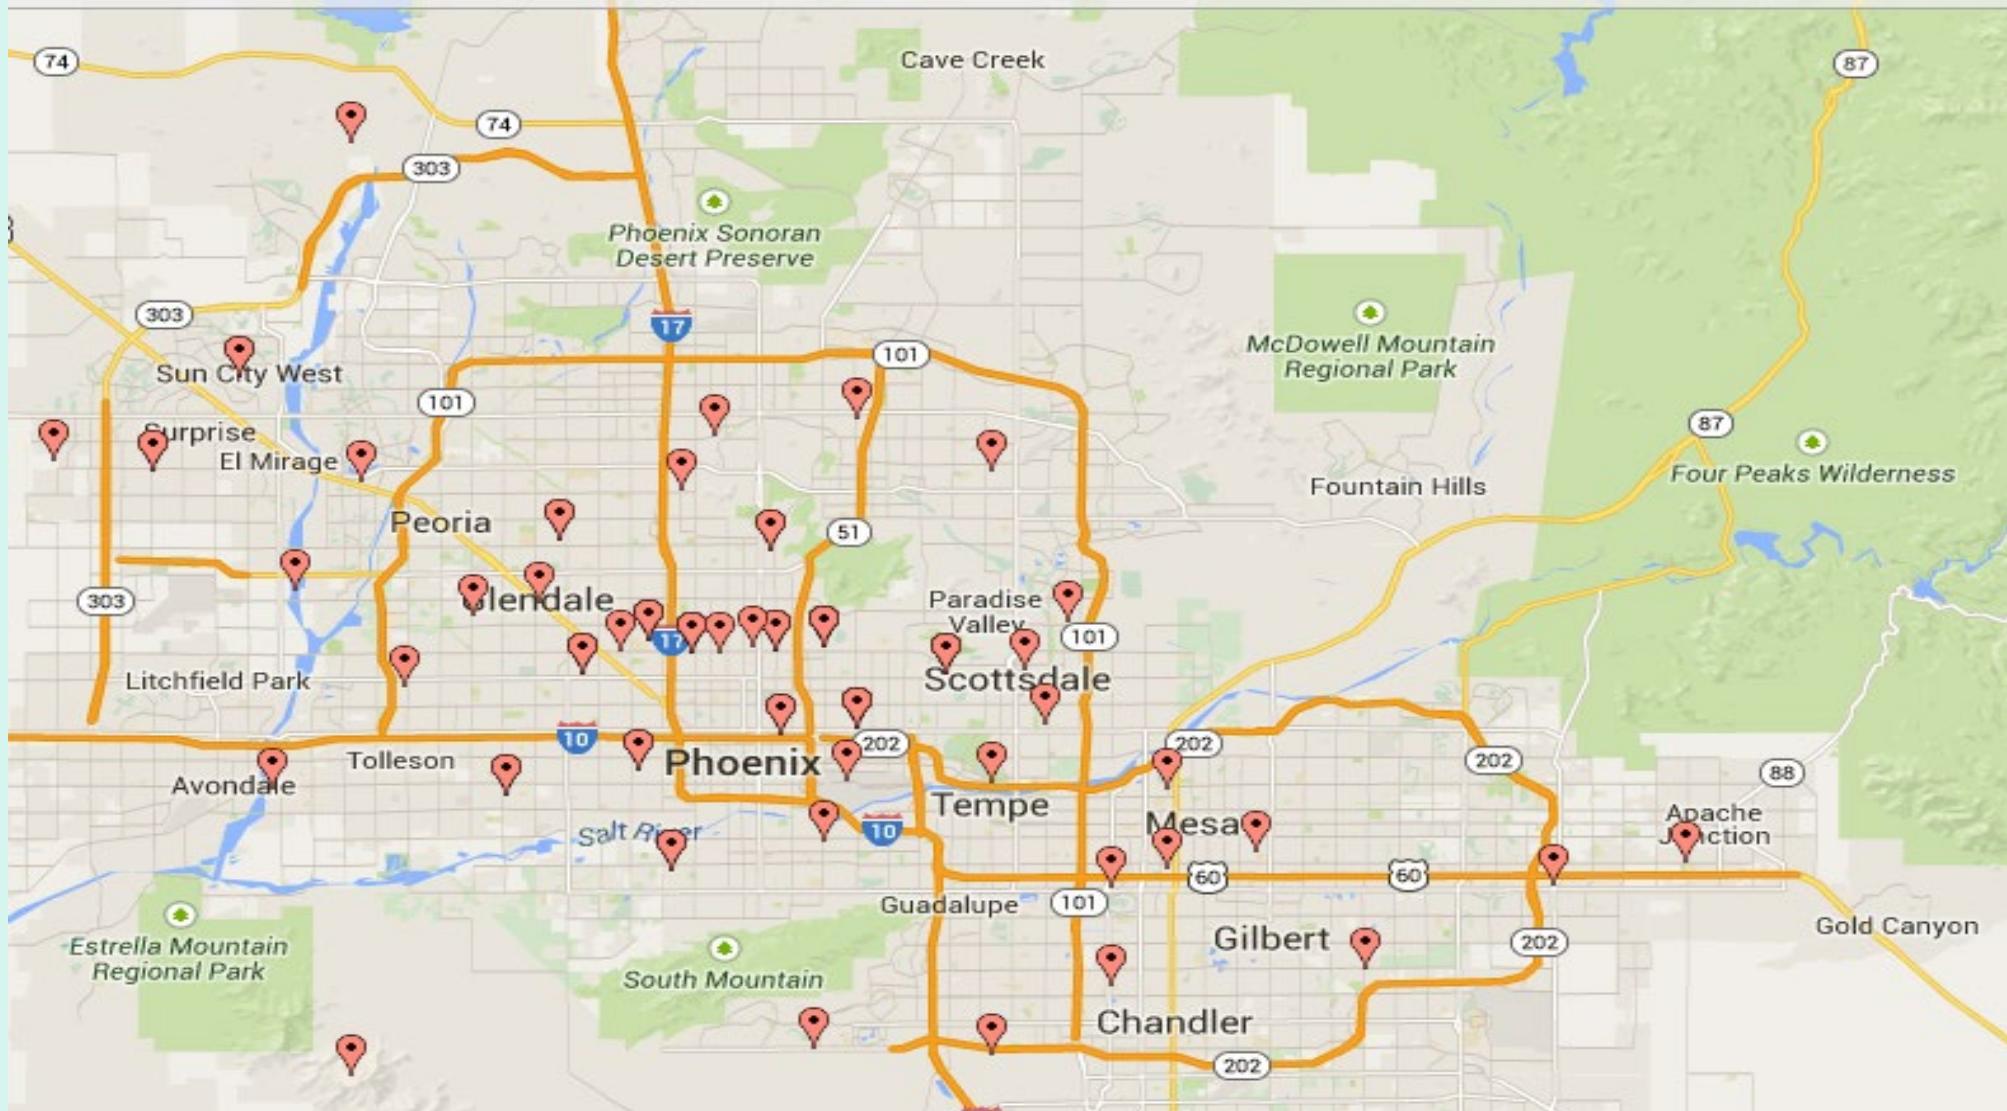 Cave Creek
74
87
74
303
Phoenix Sonoran
Desert Preserve
303
17
McDowell Mountain
Regional Park
101
Sun City West
101
87
Surprise
El Mirage
Four Peaks Wilderness
Fountain Hills
Peoria
51
303
Glendale
Paradise
Valley
17
101
Litchfield Park
Scottsdale
10
202
202
Tolleson
Phoenix
202
88
Avondale
Tempe
Apache
Junction
Salt River
10
Mesa
60
60
Guadalupe
101
Gold Canyon
Estrella Mountain
Regional Park
Gilbert
202
South Mountain
Chandler
202